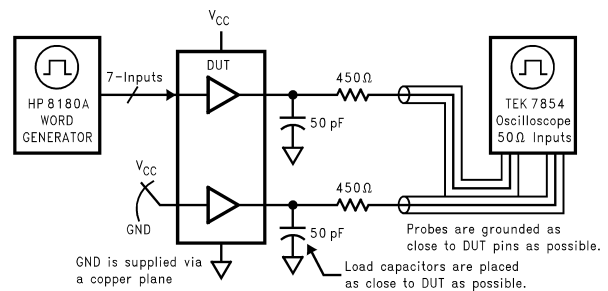 VCC
DUT
7-Inputs
HP 8180A
WORD
GENERATOR
450Ω
50 pF
TEK 7854
Oscilloscope
50Ω Inputs
VCC
GND
450Ω
50 pF
Probes are grounded as
close to DUT pins as possible.
GND is supplied via
a copper plane
Load capacitors are placed
as close to DUT as possible.